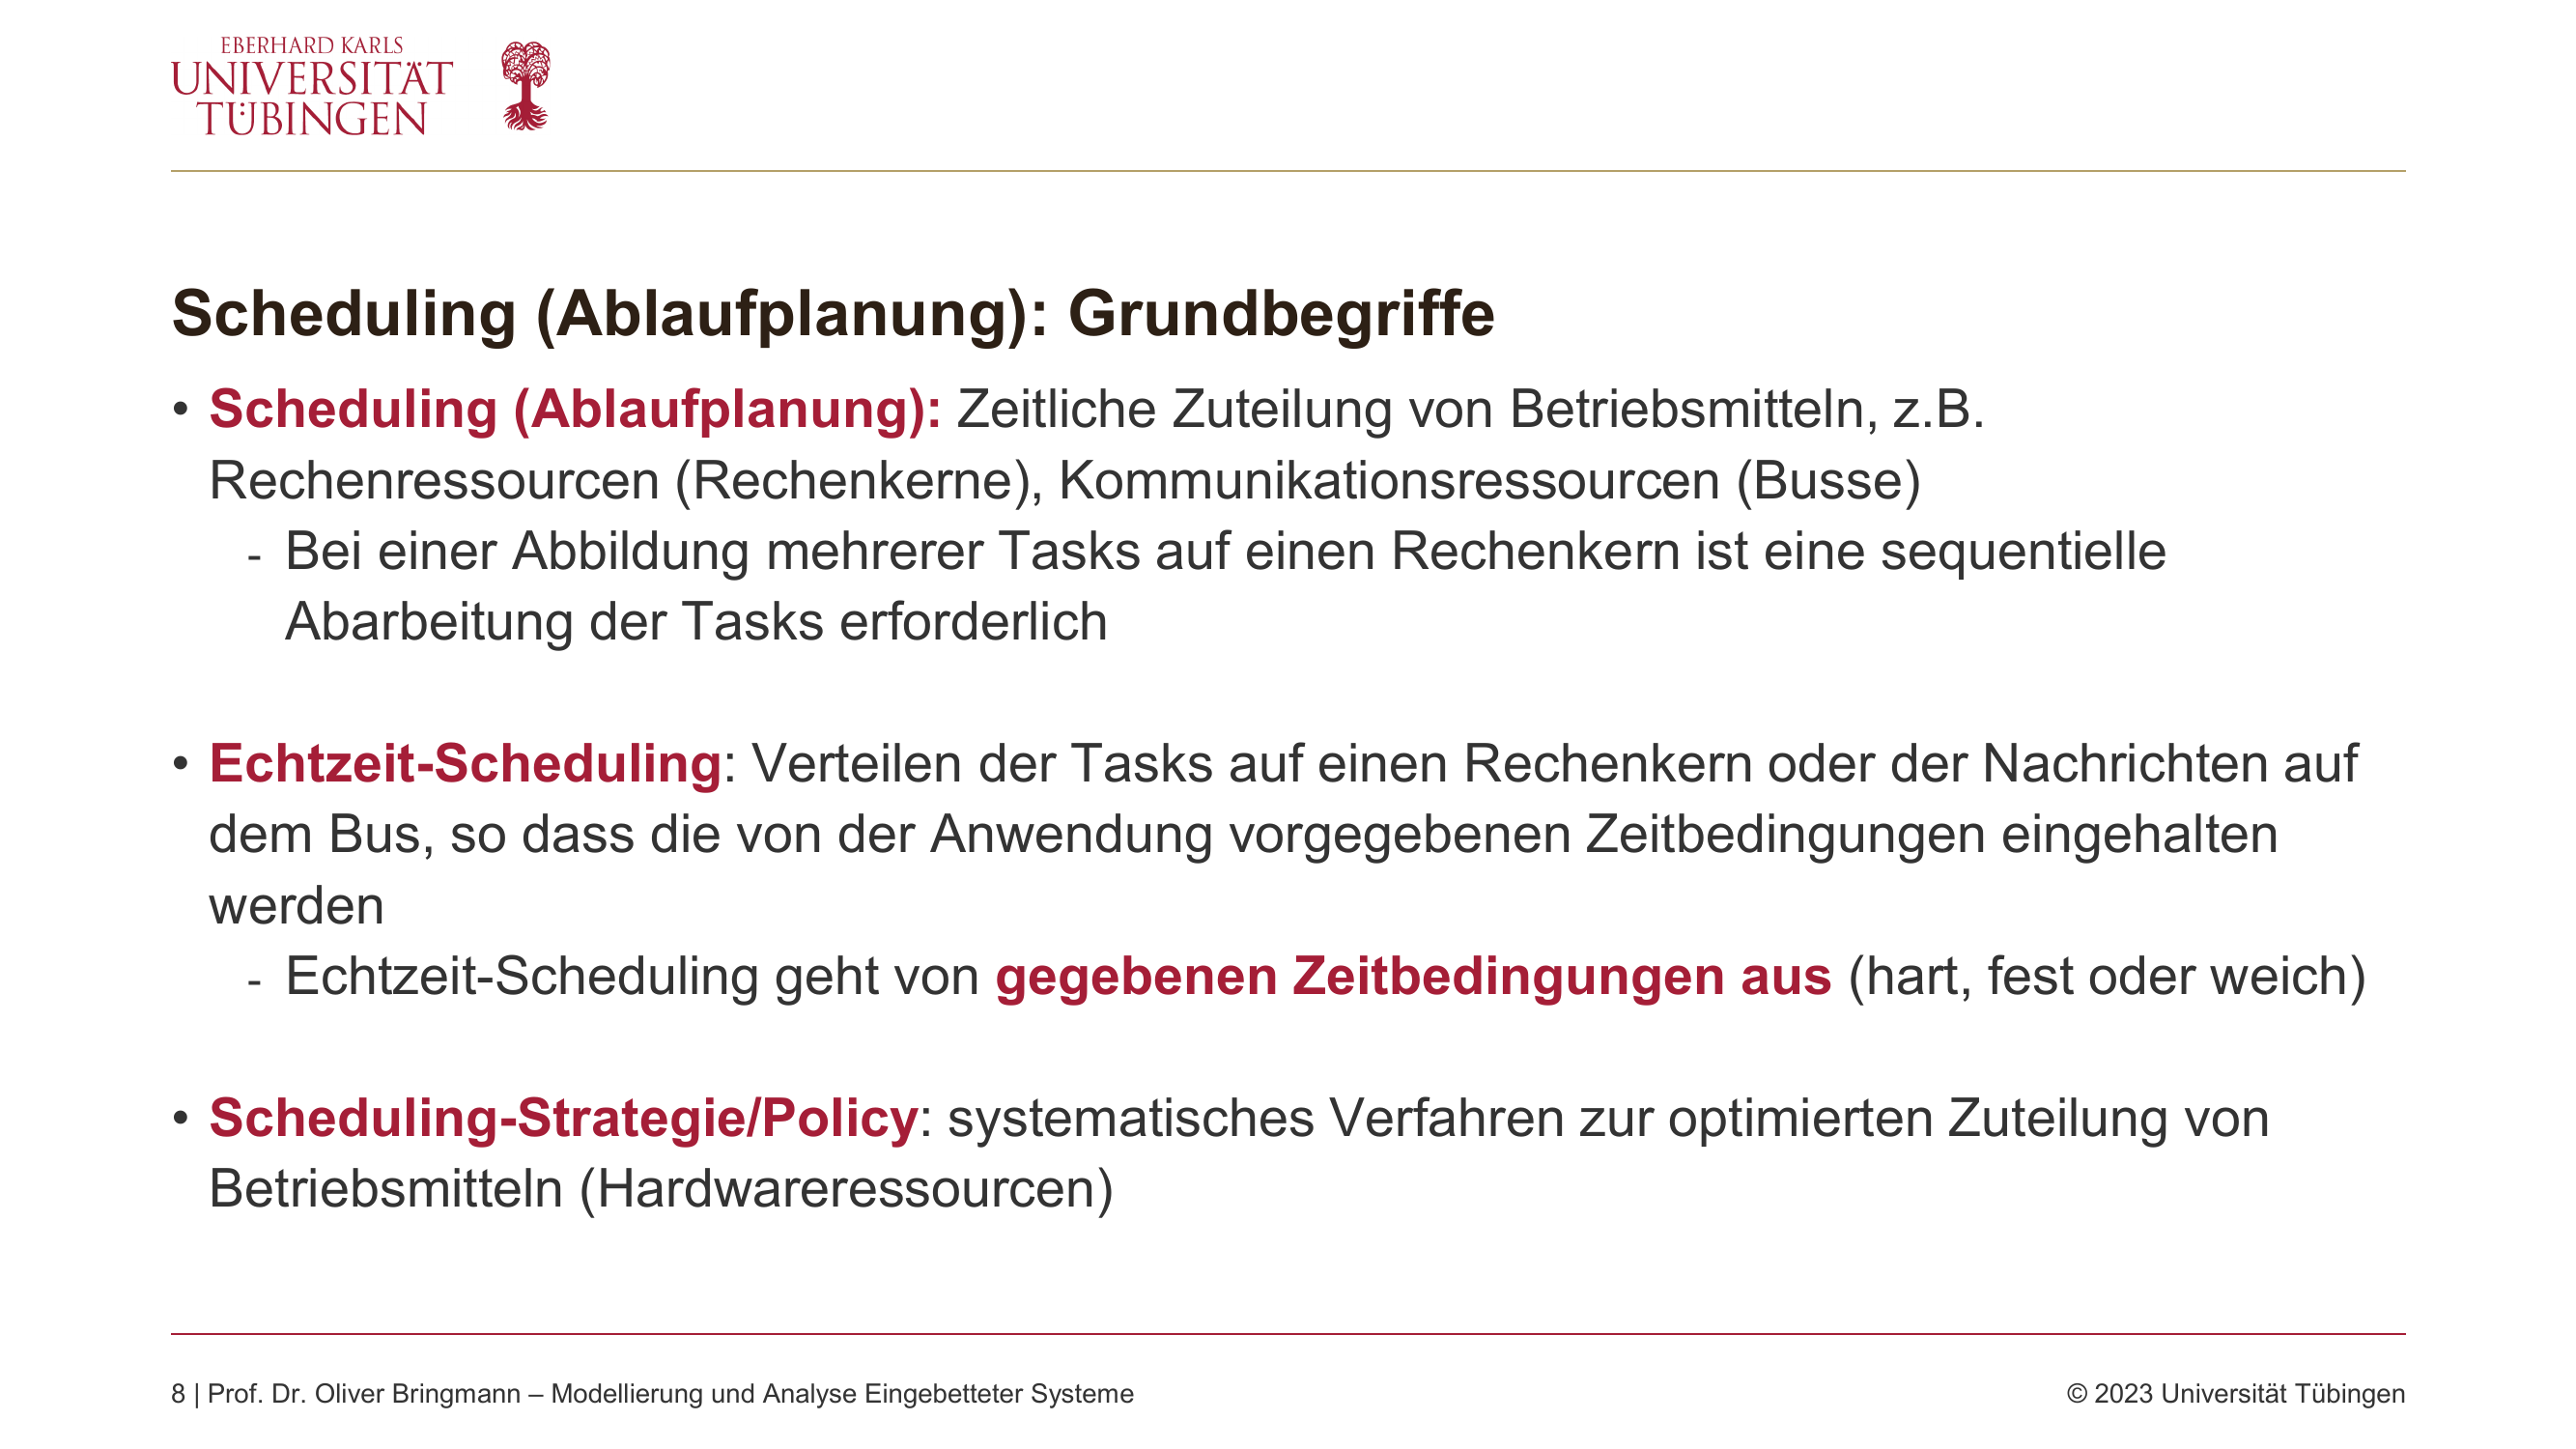 EBERHARD KARLS
UNIVERSITÄT
TÜBINGEN
Scheduling (Ablaufplanung): Grundbegriffe
• Scheduling (Ablaufplanung): Zeitliche Zuteilung von Betriebsmitteln, z.B.
Rechenressourcen (Rechenkerne), Kommunikationsressourcen (Busse)
- Bei einer Abbildung mehrerer Tasks auf einen Rechenkern ist eine sequentielle
Abarbeitung der Tasks erforderlich
• Echtzeit-Scheduling: Verteilen der Tasks auf einen Rechenkern oder der Nachrichten auf
dem Bus, so dass die von der Anwendung vorgegebenen Zeitbedingungen eingehalten
werden
- Echtzeit-Scheduling geht von gegebenen Zeitbedingungen aus (hart, fest oder weich)
• Scheduling-Strategie/Policy: systematisches Verfahren zur optimierten Zuteilung von
Betriebsmitteln (Hardwareressourcen)
8 | Prof. Dr. Oliver Bringmann – Modellierung und Analyse Eingebetteter Systeme
© 2023 Universität Tübingen